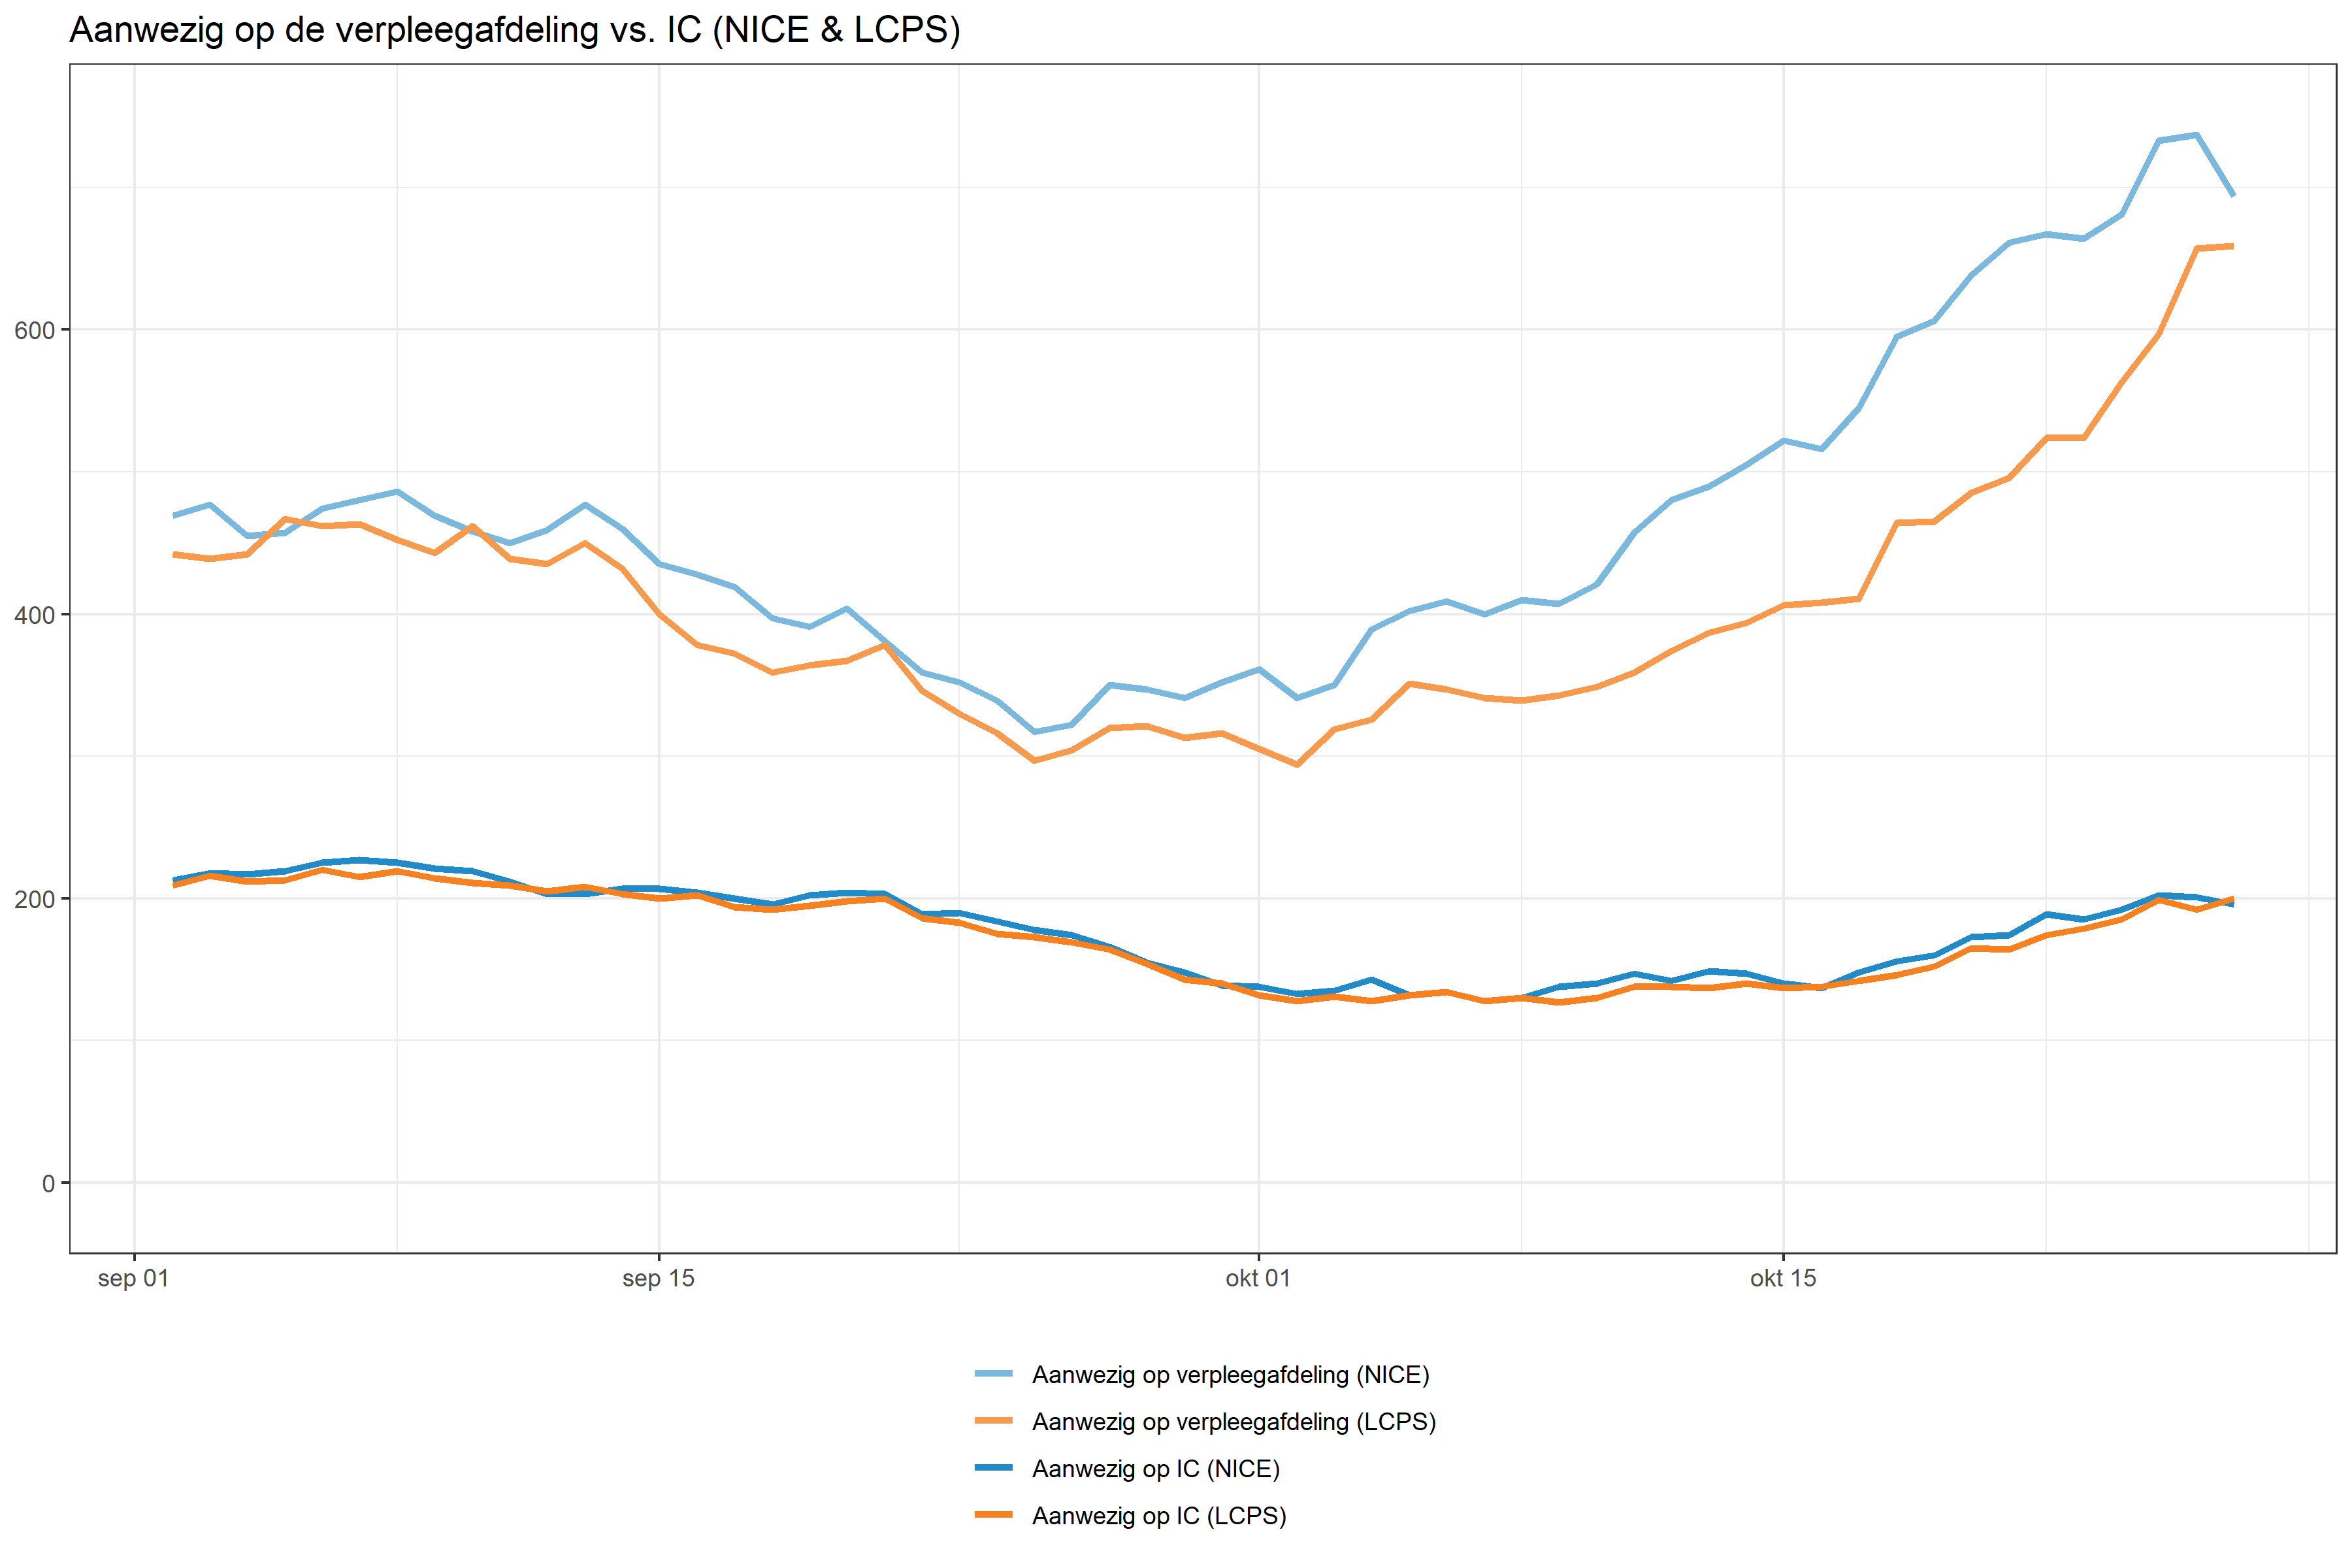 Aanwezig op de verpleegafdeling vs. IC (NICE & LCPS)
600
400
200
0
sep 01
sep 15
okt 01
okt 15
Aanwezig op verpleegafdeling (NICE)
Aanwezig op verpleegafdeling (LCPS)
Aanwezig op IC (NICE)
Aanwezig op IC (LCPS)